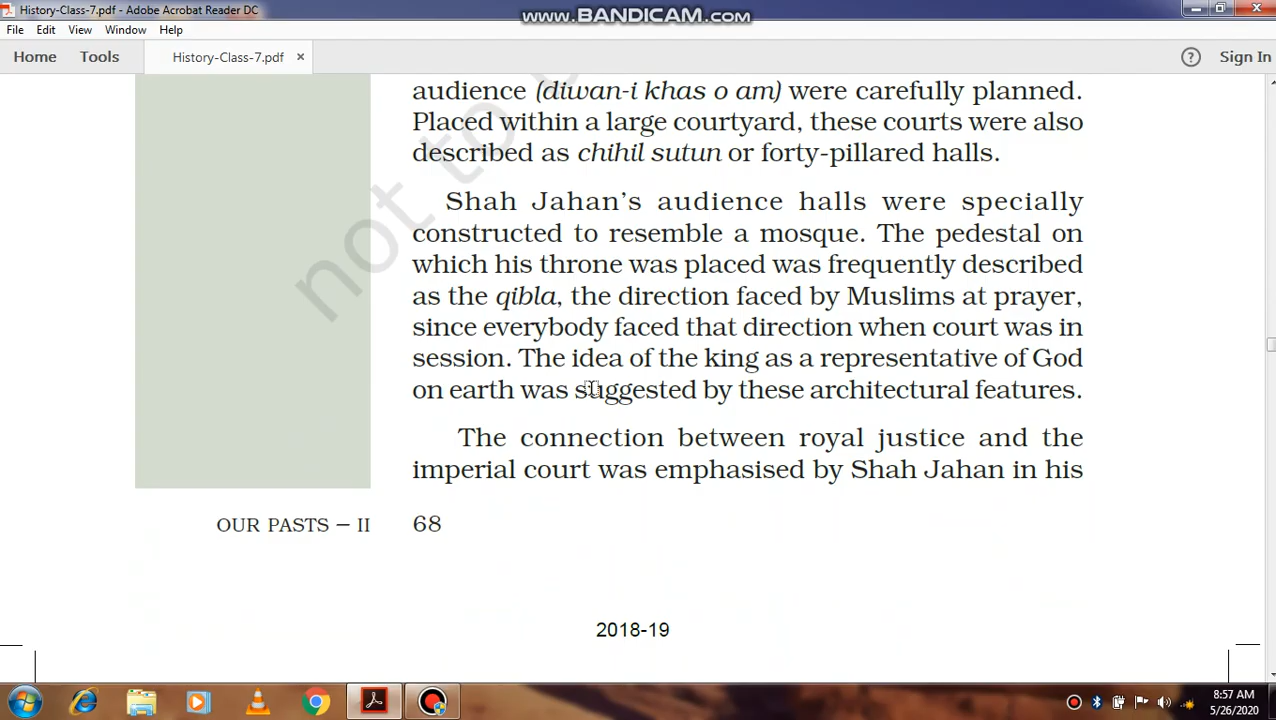 History-Class-7.pdf - Adobe Acrobat Reader DC
www.BANDICAM.com
File Edit View Window Help
Home Tools History-Class-7.pdf × ? Sign In
audience (diwan-i khas o am) were carefully planned.
Placed within a large courtyard, these courts were also
described as chihil sutun or forty-pillared halls.
Shah Jahan’s audience halls were specially
constructed to resemble a mosque. The pedestal on
which his throne was placed was frequently described
as the qibla, the direction faced by Muslims at prayer,
since everybody faced that direction when court was in
session. The idea of the king as a representative of God
on earth was suggested by these architectural features.
The connection between royal justice and the
imperial court was emphasised by Shah Jahan in his
not to
OUR PASTS – II 68
2018-19
8:57 AM
5/26/2020